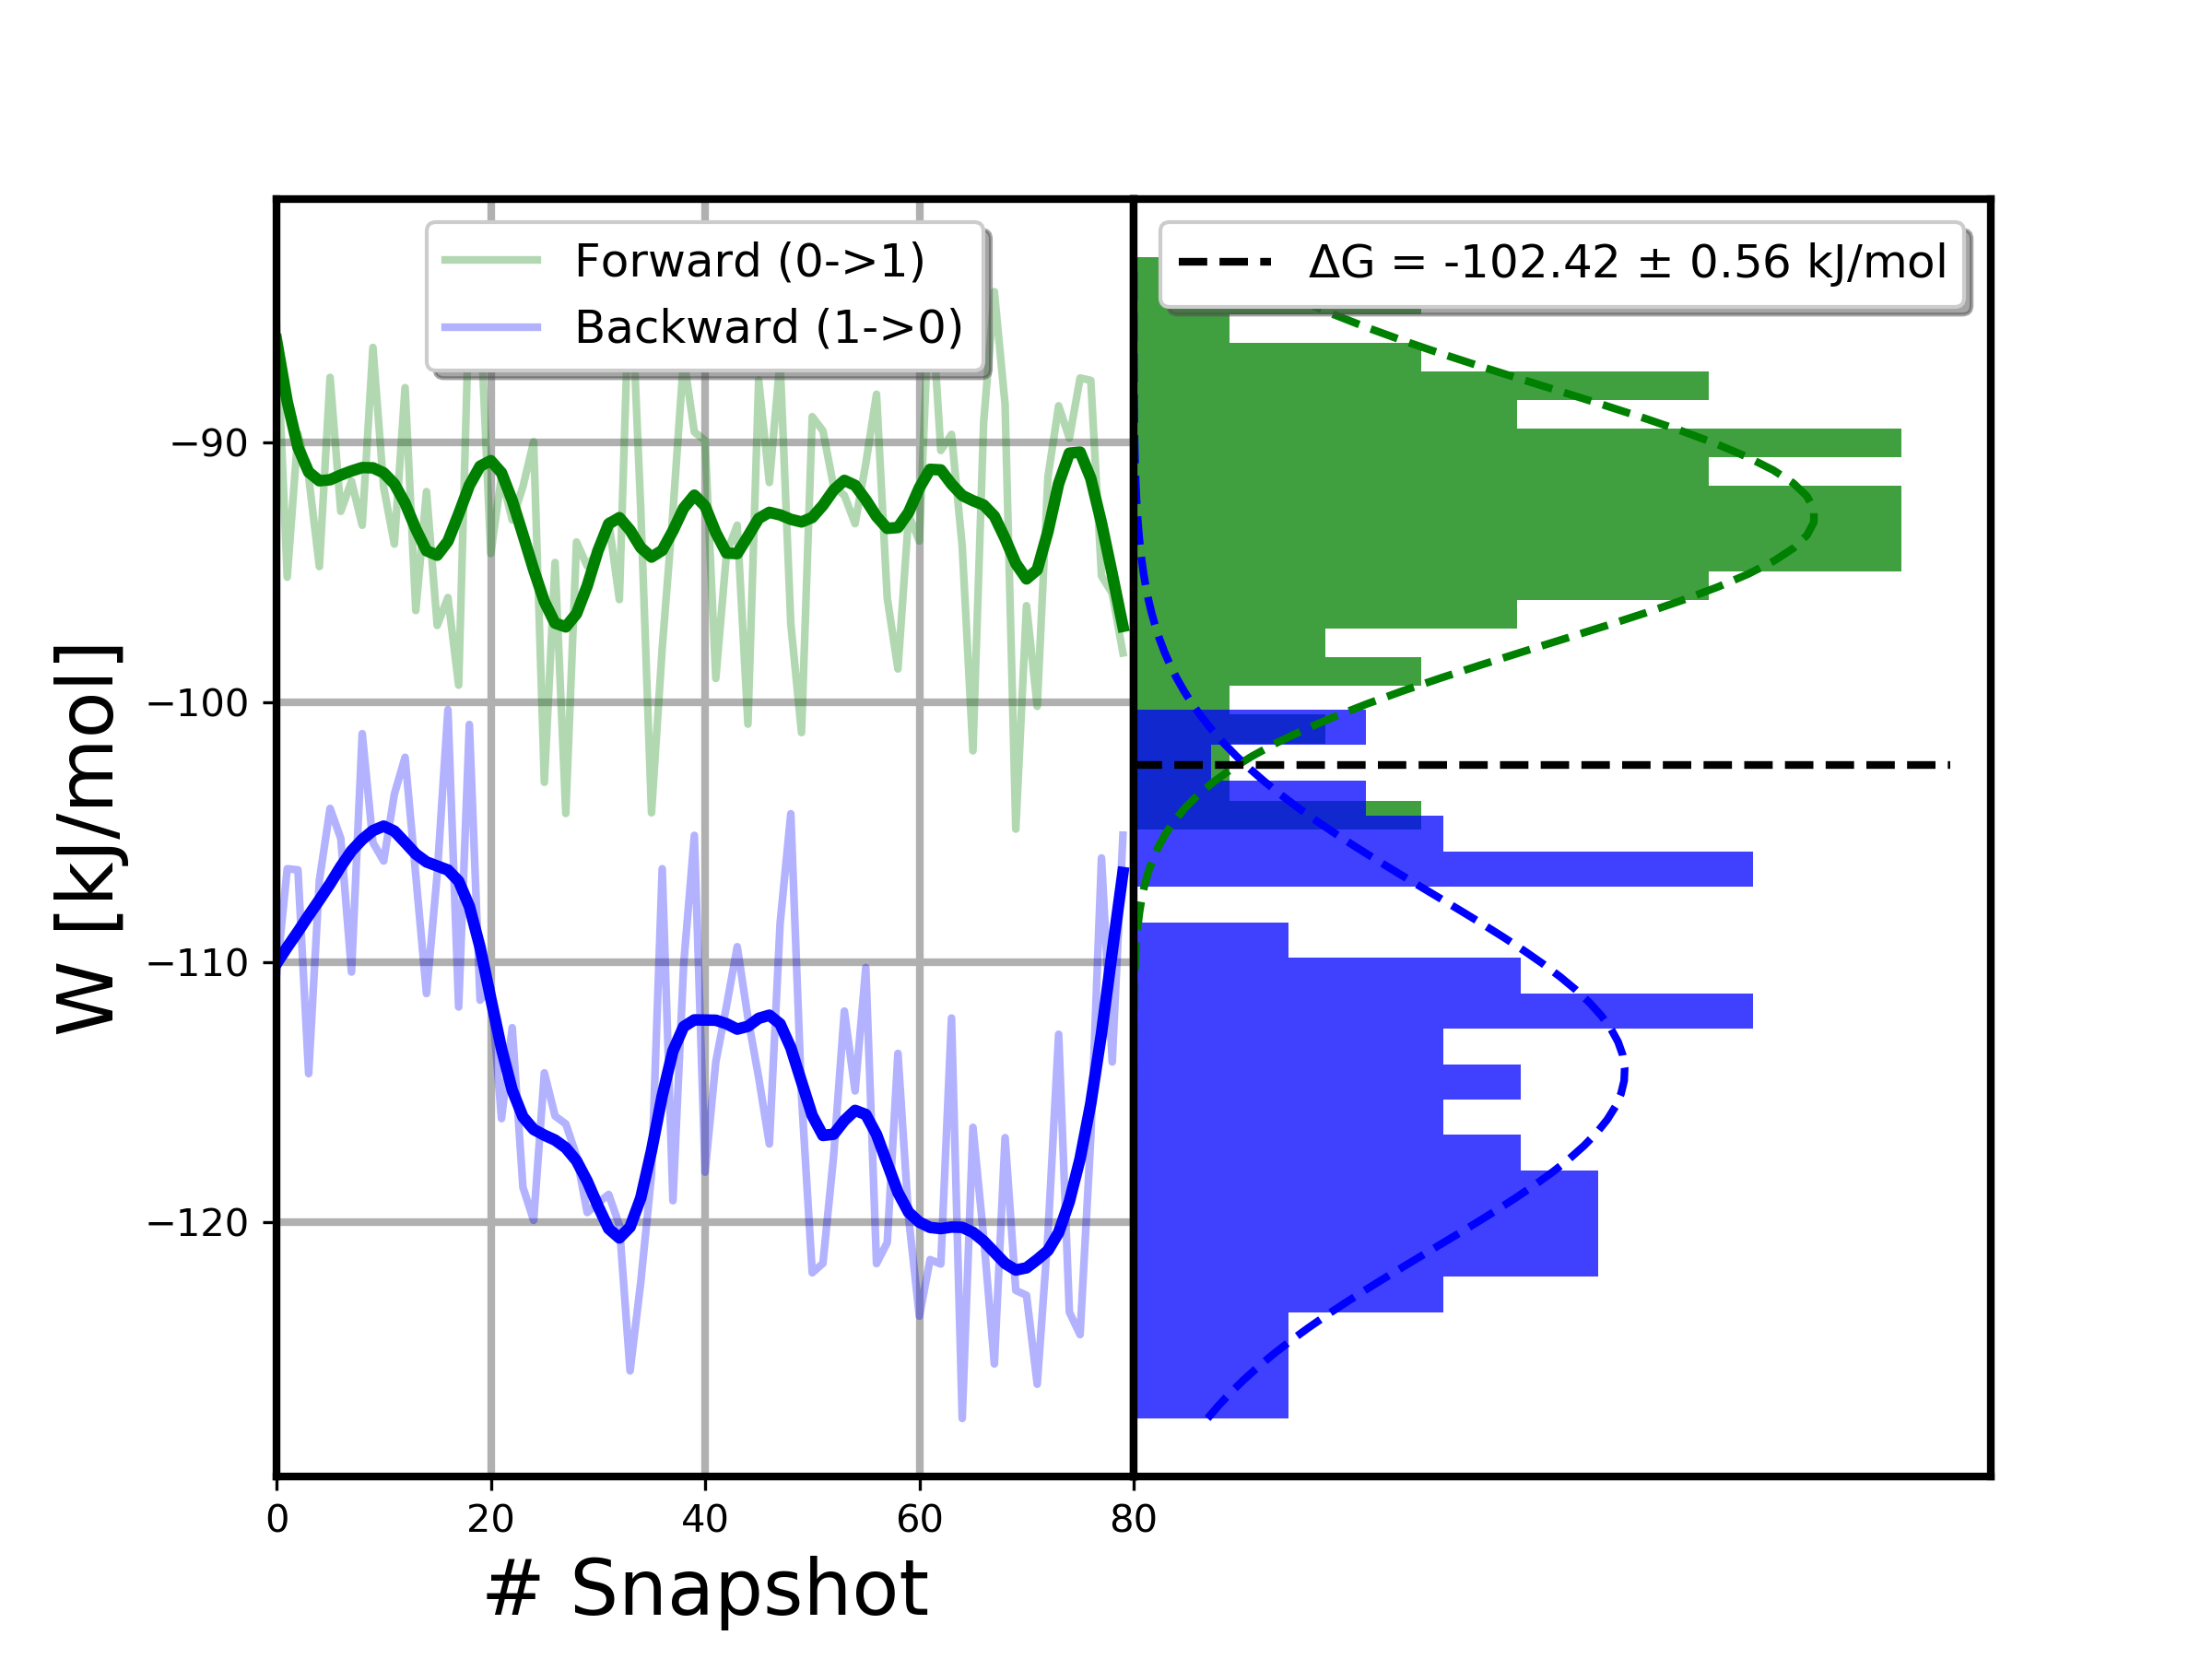 Forward (0->1)
Backward (1->0)
ΔG = -102.42 ± 0.56 kJ/mol
−90
−100
−110
−120
W [kJ/mol]
0 20 40 60 80
# Snapshot